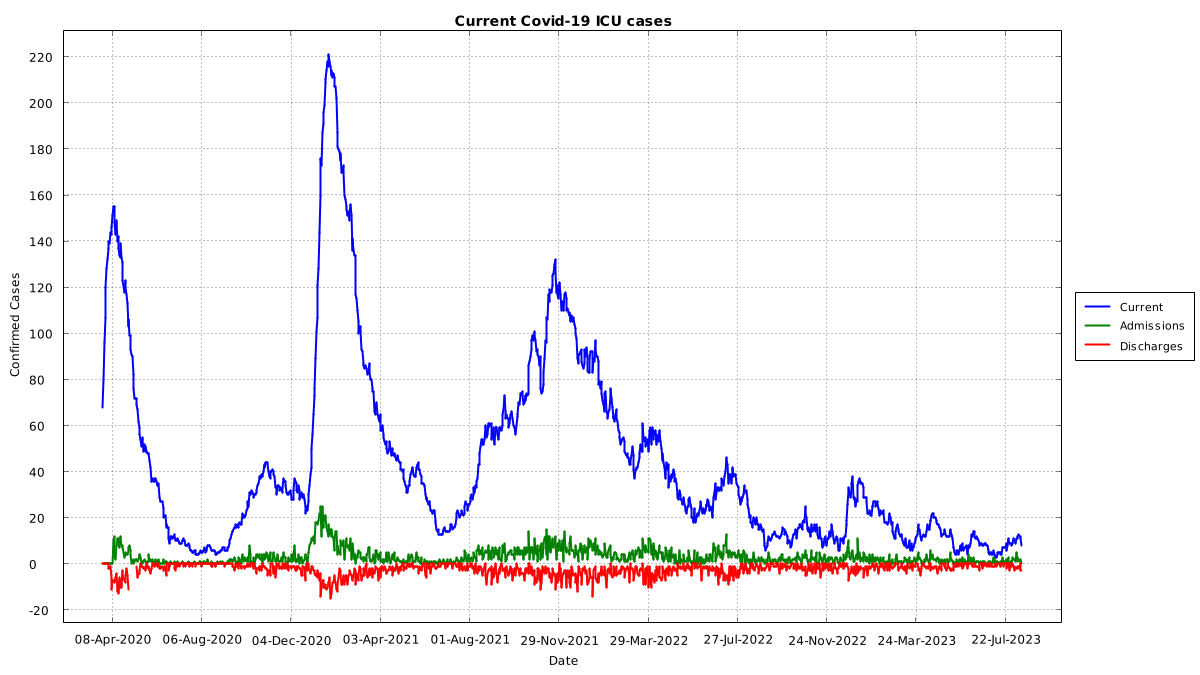 Current Covid-19 ICU cases
Confirmed Cases
220
200
180
160
140
120
100
80
60
40
20
0
-20
08-Apr-2020 06-Aug-2020 04-Dec-2020 03-Apr-2021 01-Aug-2021 29-Nov-2021 29-Mar-2022 27-Jul-2022 24-Nov-2022 24-Mar-2023 22-Jul-2023
Date
Current
Admissions
Discharges